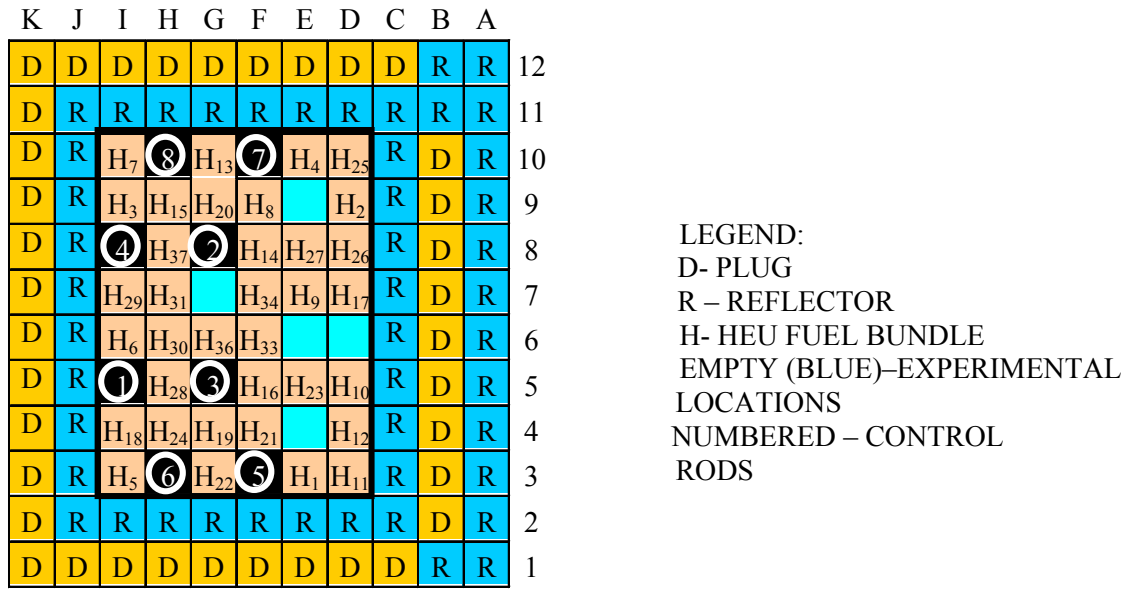 K J I H G F E D C B A
D D D D D D D D D R R 12
D R R R R R R R R R R 11
D R H₇ 8 H₁₃ 7 H₄ H₂₅ R D R 10
D R H₃ H₁₅ H₂₀ H₈ H₂ R D R 9
D R 4 H₃₇ 2 H₁₄ H₂₇ H₂₆ R D R 8
D R H₂₉ H₃₁ H₃₄ H₉ H₁₇ R D R 7
D R H₆ H₃₀ H₃₆ H₃₃ R D R 6
D R 1 H₂₈ 3 H₁₆ H₂₃ H₁₀ R D R 5
D R H₁₈ H₂₄ H₁₉ H₂₁ H₁₂ R D R 4
D R H₅ 6 H₂₂ 5 H₁ H₁₁ R D R 3
D R R R R R R R R D R 2
D D D D D D D D D R R 1
LEGEND:
D- PLUG
R – REFLECTOR
H- HEU FUEL BUNDLE
EMPTY (BLUE)–EXPERIMENTAL
LOCATIONS
NUMBERED – CONTROL
RODS